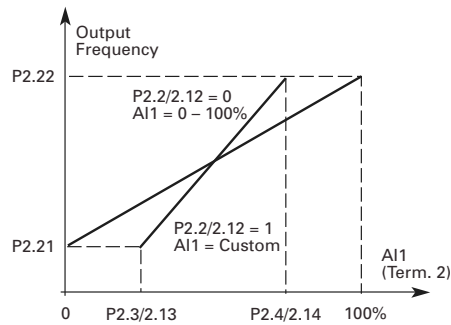 Output
Frequency
P2.22
P2.2/2.12 = 0
AI1 = 0 – 100%
P2.2/2.12 = 1
AI1 = Custom
P2.21
AI1
(Term. 2)
0
P2.3/2.13
P2.4/2.14
100%